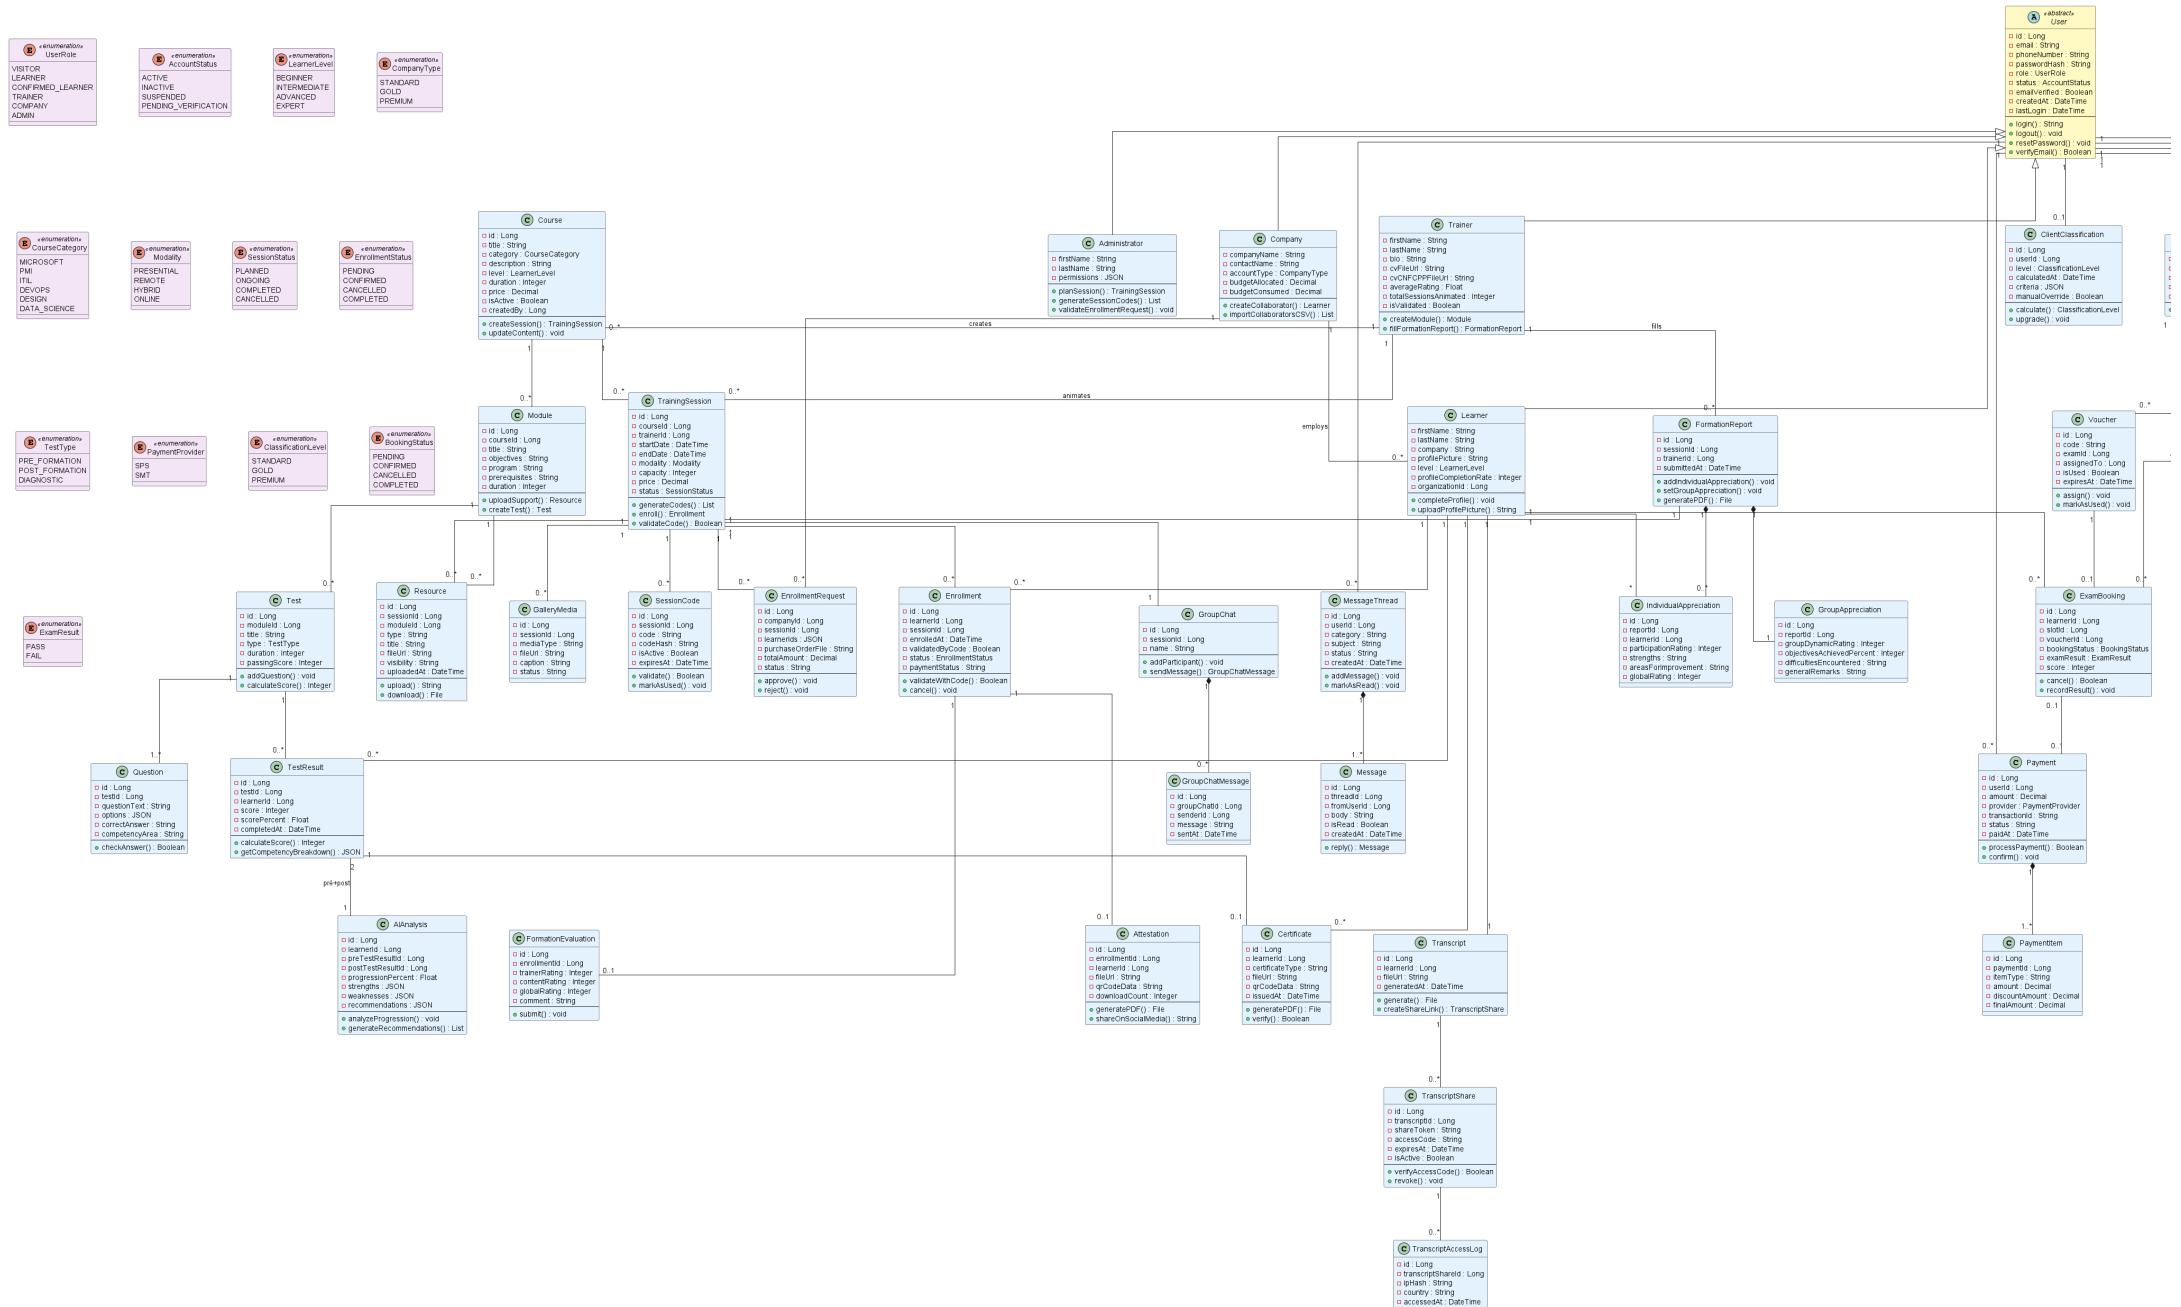 «enumeration»
UserRole
VISITOR
LEARNER
CONFIRMED_LEARNER
TRAINER
COMPANY
ADMIN
«enumeration»
AccountStatus
ACTIVE
INACTIVE
SUSPENDED
PENDING_VERIFICATION
«enumeration»
LearnerLevel
BEGINNER
INTERMEDIATE
ADVANCED
EXPERT
«enumeration»
CompanyType
STANDARD
GOLD
PREMIUM
«abstract»
User
id : Long
email : String
phoneNumber : String
passwordHash : String
role : UserRole
status : AccountStatus
emailVerified : Boolean
createdAt : DateTime
lastLogin : DateTime
login() : String
logout() : void
resetPassword() : void
verifyEmail() : Boolean
«enumeration»
CourseCategory
MICROSOFT
PMI
ITIL
DEVOPS
DESIGN
DATA_SCIENCE
«enumeration»
Modality
PRESENTIAL
REMOTE
HYBRID
ONLINE
«enumeration»
SessionStatus
PLANNED
ONGOING
COMPLETED
CANCELLED
«enumeration»
EnrollmentStatus
PENDING
CONFIRMED
CANCELLED
COMPLETED
Course
id : Long
title : String
category : CourseCategory
description : String
level : LearnerLevel
duration : Integer
price : Decimal
isActive : Boolean
createdBy : Long
createSession() : TrainingSession
updateContent() : void
Administrator
firstName : String
lastName : String
permissions : JSON
planSession() : TrainingSession
generateSessionCodes() : List
validateEnrollmentRequest() : void
Company
companyName : String
contactName : String
accountType : CompanyType
budgetAllocated : Decimal
budgetConsumed : Decimal
createCollaborator() : Learner
importCollaboratorsCSV() : List
Trainer
firstName : String
lastName : String
bio : String
cvFileUrl : String
cvCNFCPPFileUrl : String
averageRating : Float
totalSessionsAnimated : Integer
isValidated : Boolean
createModule() : Module
fillFormationReport() : FormationReport
ClientClassification
id : Long
userId : Long
level : ClassificationLevel
calculatedAt : DateTime
criteria : JSON
manualOverride : Boolean
calculate() : ClassificationLevel
upgrade() : void
creates
fills
animates
employs
«enumeration»
TestType
PRE_FORMATION
POST_FORMATION
DIAGNOSTIC
«enumeration»
PaymentProvider
SPS
SMT
«enumeration»
ClassificationLevel
STANDARD
GOLD
PREMIUM
«enumeration»
BookingStatus
PENDING
CONFIRMED
CANCELLED
COMPLETED
Module
id : Long
courseId : Long
title : String
objectives : String
program : String
prerequisites : String
duration : Integer
uploadSupport() : Resource
createTest() : Test
TrainingSession
id : Long
courseId : Long
trainerId : Long
startDate : DateTime
endDate : DateTime
modality : Modality
capacity : Integer
price : Decimal
status : SessionStatus
generateCodes() : List
enroll() : Enrollment
validateCode() : Boolean
Learner
firstName : String
lastName : String
company : String
profilePicture : String
level : LearnerLevel
profileCompletionRate : Integer
organizationId : Long
completeProfile() : void
uploadProfilePicture() : String
FormationReport
id : Long
sessionId : Long
trainerId : Long
submittedAt : DateTime
addIndividualAppreciation() : void
setGroupAppreciation() : void
generatePDF() : File
Voucher
id : Long
code : String
examId : Long
assignedTo : Long
isUsed : Boolean
expiresAt : DateTime
assign() : void
markAsUsed() : void
«enumeration»
ExamResult
PASS
FAIL
Test
id : Long
moduleId : Long
title : String
type : TestType
duration : Integer
passingScore : Integer
addQuestion() : void
calculateScore() : Integer
Resource
id : Long
sessionId : Long
moduleId : Long
type : String
title : String
fileUrl : String
visibility : String
uploadedAt : DateTime
upload() : String
download() : File
GalleryMedia
id : Long
sessionId : Long
mediaType : String
fileUrl : String
caption : String
status : String
SessionCode
id : Long
sessionId : Long
code : String
codeHash : String
isActive : Boolean
expiresAt : DateTime
validate() : Boolean
markAsUsed() : void
EnrollmentRequest
id : Long
companyId : Long
sessionId : Long
learnerIds : JSON
purchaseOrderFile : String
totalAmount : Decimal
status : String
approve() : void
reject() : void
Enrollment
id : Long
learnerId : Long
sessionId : Long
enrolledAt : DateTime
validatedByCode : Boolean
status : EnrollmentStatus
paymentStatus : String
validateWithCode() : Boolean
cancel() : void
GroupChat
id : Long
sessionId : Long
name : String
addParticipant() : void
sendMessage() : GroupChatMessage
MessageThread
id : Long
userId : Long
category : String
subject : String
status : String
createdAt : DateTime
addMessage() : void
markAsRead() : void
IndividualAppreciation
id : Long
reportId : Long
learnerId : Long
participationRating : Integer
strengths : String
areasForImprovement : String
globalRating : Integer
GroupAppreciation
id : Long
reportId : Long
groupDynamicRating : Integer
objectivesAchievedPercent : Integer
difficultiesEncountered : String
generalRemarks : String
ExamBooking
id : Long
learnerId : Long
slotId : Long
voucherId : Long
bookingStatus : BookingStatus
examResult : ExamResult
score : Integer
cancel() : Boolean
recordResult() : void
Question
id : Long
testId : Long
questionText : String
options : JSON
correctAnswer : String
competencyArea : String
checkAnswer() : Boolean
TestResult
id : Long
testId : Long
learnerId : Long
score : Integer
scorePercent : Float
completedAt : DateTime
calculateScore() : Integer
getCompetencyBreakdown() : JSON
GroupChatMessage
id : Long
groupChatId : Long
senderId : Long
message : String
sentAt : DateTime
Message
id : Long
threadId : Long
fromUserId : Long
body : String
isRead : Boolean
createdAt : DateTime
reply() : Message
Payment
id : Long
userId : Long
amount : Decimal
provider : PaymentProvider
transactionId : String
status : String
paidAt : DateTime
processPayment() : Boolean
confirm() : void
pré+post
AIAnalysis
id : Long
learnerId : Long
preTestResultId : Long
postTestResultId : Long
progressionPercent : Float
strengths : JSON
weaknesses : JSON
recommendations : JSON
analyzeProgression() : void
generateRecommendations() : List
FormationEvaluation
id : Long
enrollmentId : Long
trainerRating : Integer
contentRating : Integer
globalRating : Integer
comment : String
submit() : void
Attestation
id : Long
enrollmentId : Long
learnerId : Long
fileUrl : String
qrCodeData : String
downloadCount : Integer
generatePDF() : File
shareOnSocialMedia() : String
Certificate
id : Long
learnerId : Long
certificateType : String
fileUrl : String
qrCodeData : String
issuedAt : DateTime
generatePDF() : File
verify() : Boolean
Transcript
id : Long
learnerId : Long
fileUrl : String
generatedAt : DateTime
generate() : File
createShareLink() : TranscriptShare
PaymentItem
id : Long
paymentId : Long
itemType : String
amount : Decimal
discountAmount : Decimal
finalAmount : Decimal
TranscriptShare
id : Long
transcriptId : Long
shareToken : String
accessCode : String
expiresAt : DateTime
isActive : Boolean
verifyAccessCode() : Boolean
revoke() : void
TranscriptAccessLog
id : Long
transcriptShareId : Long
ipHash : String
country : String
accessedAt : DateTime